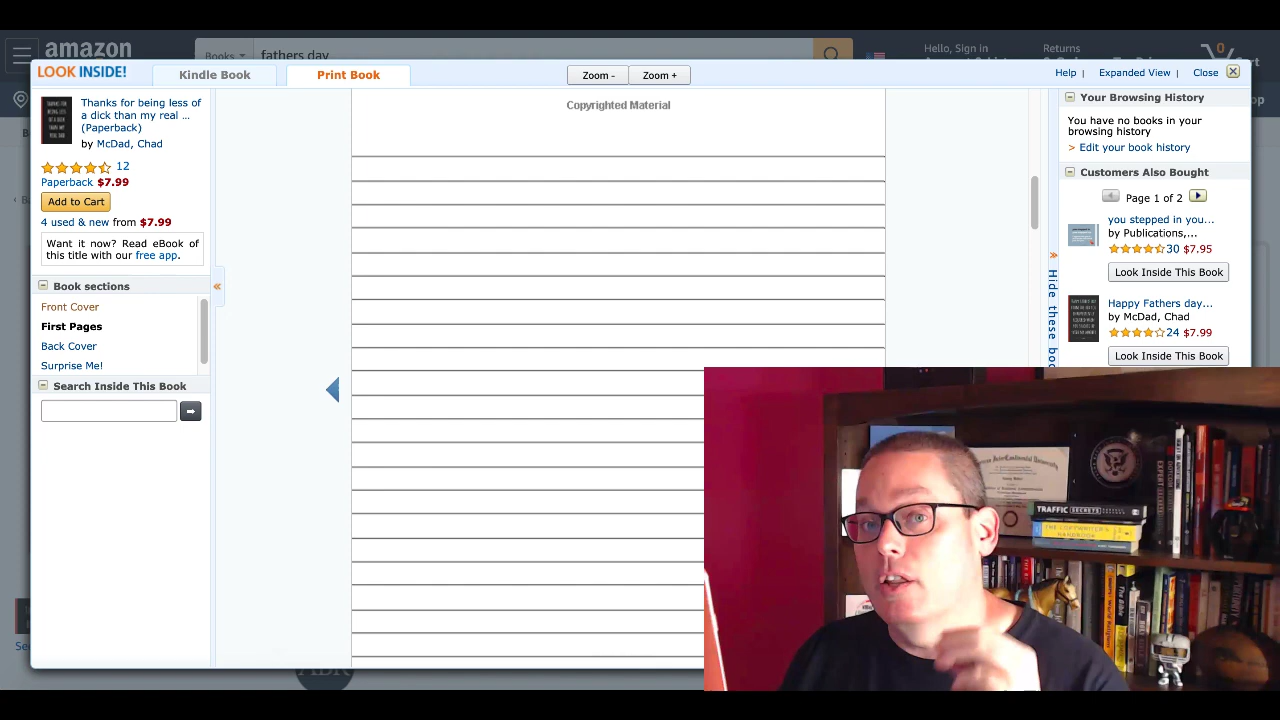 amazon
Books
fathers day
Hello, Sign in
Returns
0
LOOK INSIDE!
Kindle Book
Print Book
Zoom -
Zoom +
Help |
Expanded View |
Close
Thanks for being less of
a dick than my real ...
(Paperback)
by McDad, Chad
12
Paperback $7.99
Add to Cart
4 used & new from $7.99
Want it now? Read eBook of
this title with our free app.
Book sections
Front Cover
First Pages
Back Cover
Surprise Me!
Search Inside This Book
Copyrighted Material
Your Browsing History
You have no books in your
browsing history
> Edit your book history
Customers Also Bought
Page 1 of 2
you stepped in you...
by Publications,...
30 $7.95
Look Inside This Book
Happy Fathers day...
by McDad, Chad
24 $7.99
Look Inside This Book
Hide these boo
TRAFFIC SECRETS